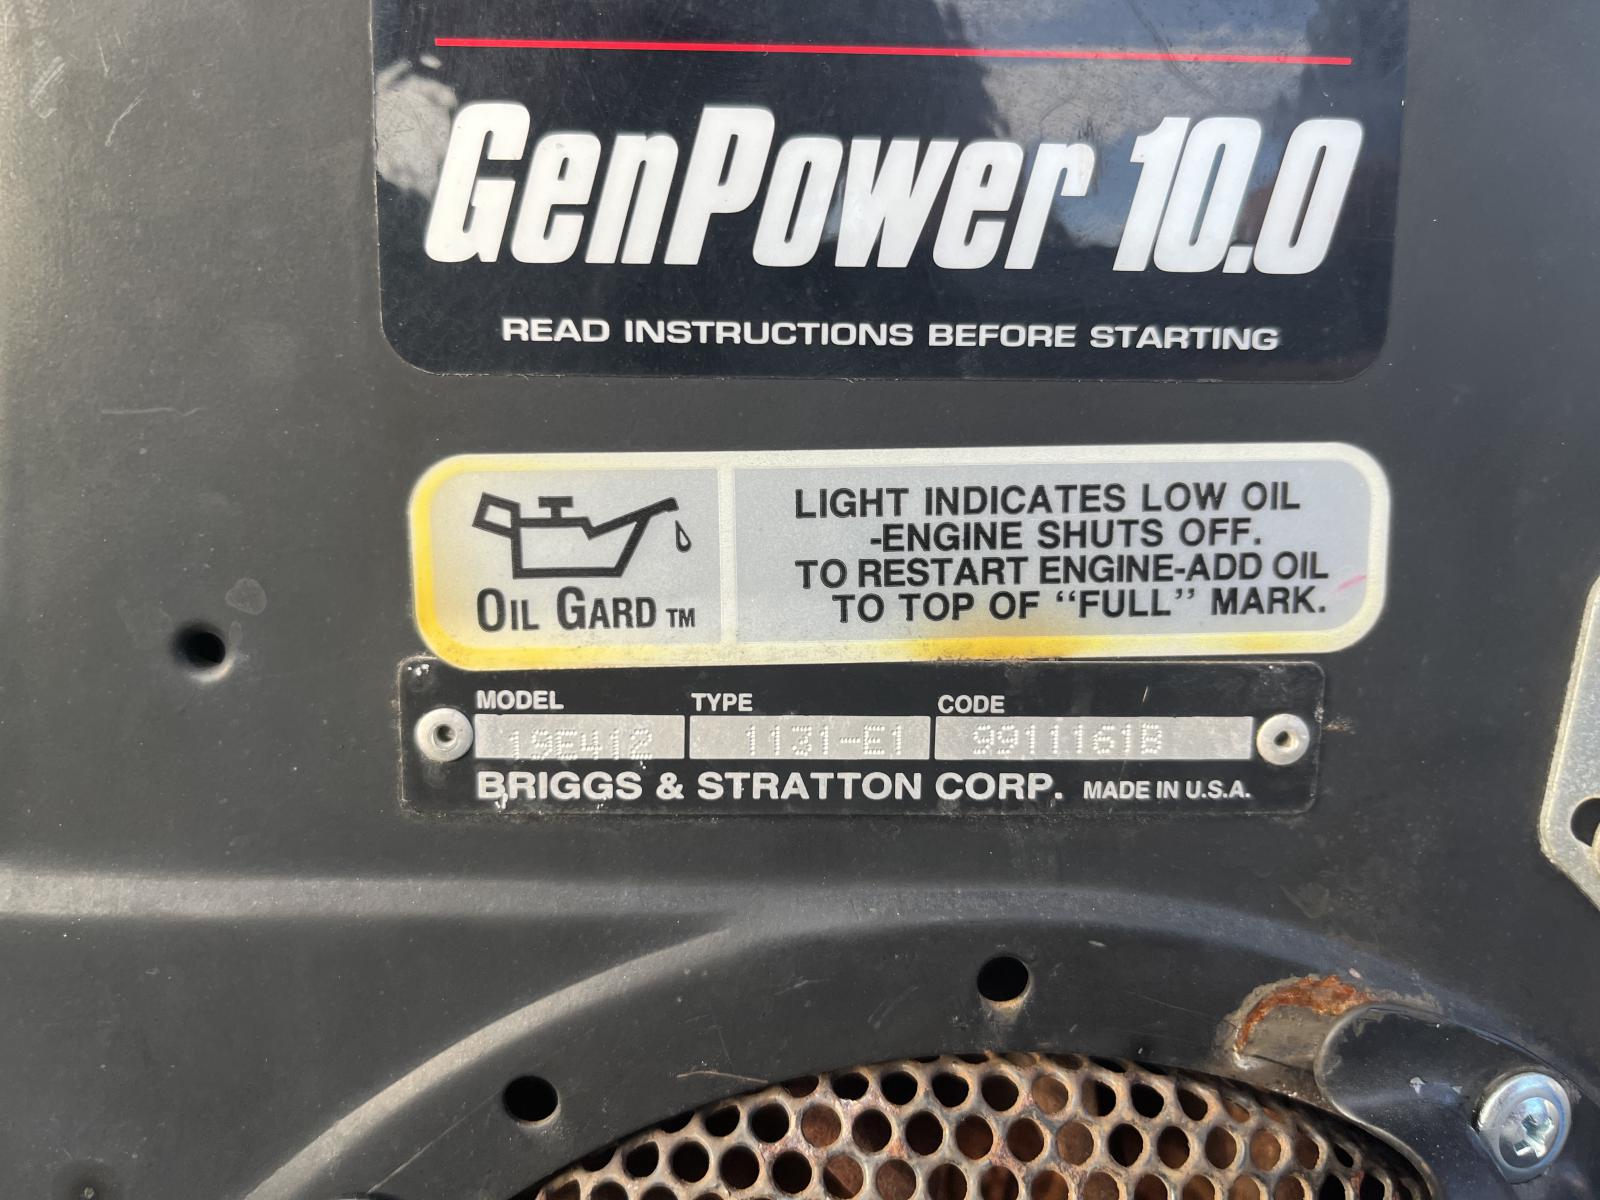 GenPower 10.0
READ INSTRUCTIONS BEFORE STARTING
OIL GARD TM
LIGHT INDICATES LOW OIL
-ENGINE SHUTS OFF.
TO RESTART ENGINE-ADD OIL
TO TOP OF “FULL” MARK.
MODEL TYPE CODE
19E412 1131-E1 9911161B
BRIGGS & STRATTON CORP. MADE IN U.S.A.